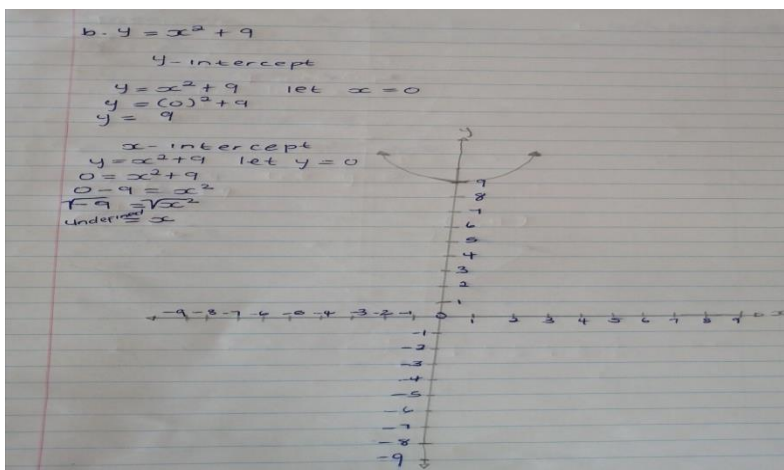 b. y = x² + 9
y-intercept
y = x² + 9 let x = 0
y = (0)² + 9
y = 9
x-intercept
y = x² + 9 let y = 0
0 = x² + 9
0 - 9 = x²
√-9 = √x²
= x
y
9
8
7
6
5
4
3
2
1
-9 -8 -7 -6 -5 -4 -3 -2 -1 0 1 2 3 4 5 6 7 8 9 x
-1
-2
-3
-4
-5
-6
-7
-8
-9